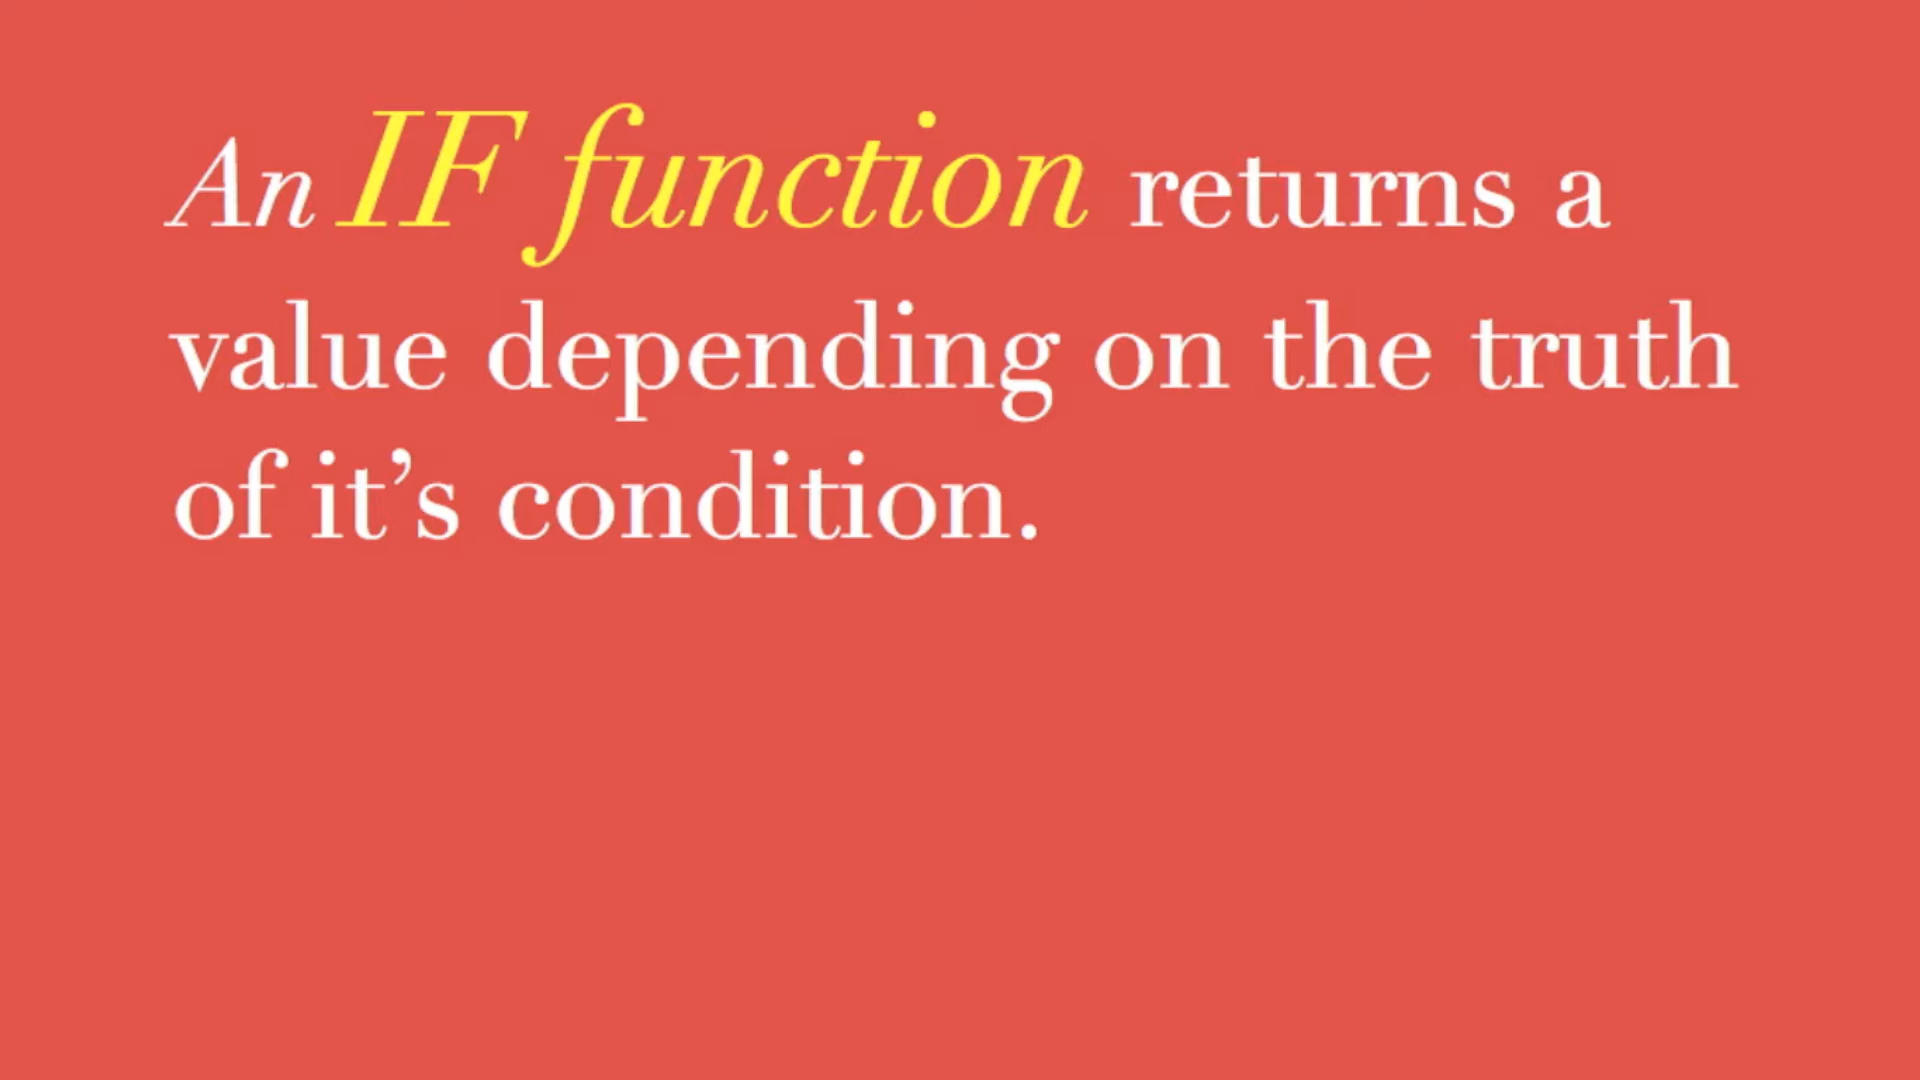 An IF function returns a
value depending on the truth
of it’s condition.